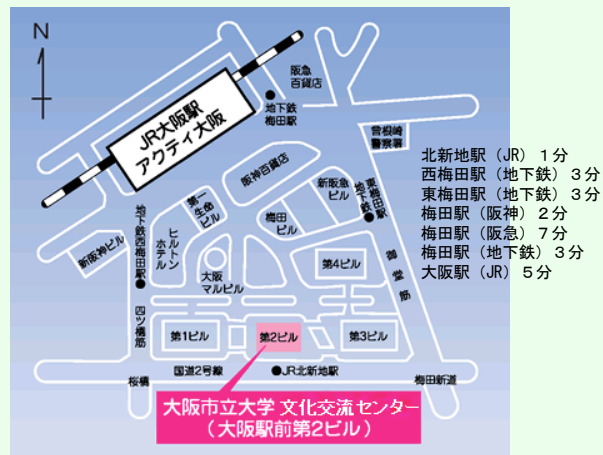 N
JR大阪駅
アクティ大阪
阪急
百貨店
地下鉄
梅田駅
曽根崎
警察署
阪神百貨店
新阪急
ビル
地下鉄
東梅田駅
第一
生命
ビル
梅田
ビル
新阪神ビル
地下鉄西梅田駅
ヒルトン
ホテル
大阪
マルビル
第4ビル
御堂筋
四ツ橋筋
第1ビル
第2ビル
第3ビル
桜橋
国道2号線
JR北新地駅
梅田新道
大阪市立大学 文化交流センター
(大阪駅前第2ビル)
北新地駅(JR)1分
西梅田駅(地下鉄)3分
東梅田駅(地下鉄)3分
梅田駅(阪神)2分
梅田駅(阪急)7分
梅田駅(地下鉄)3分
大阪駅(JR)5分